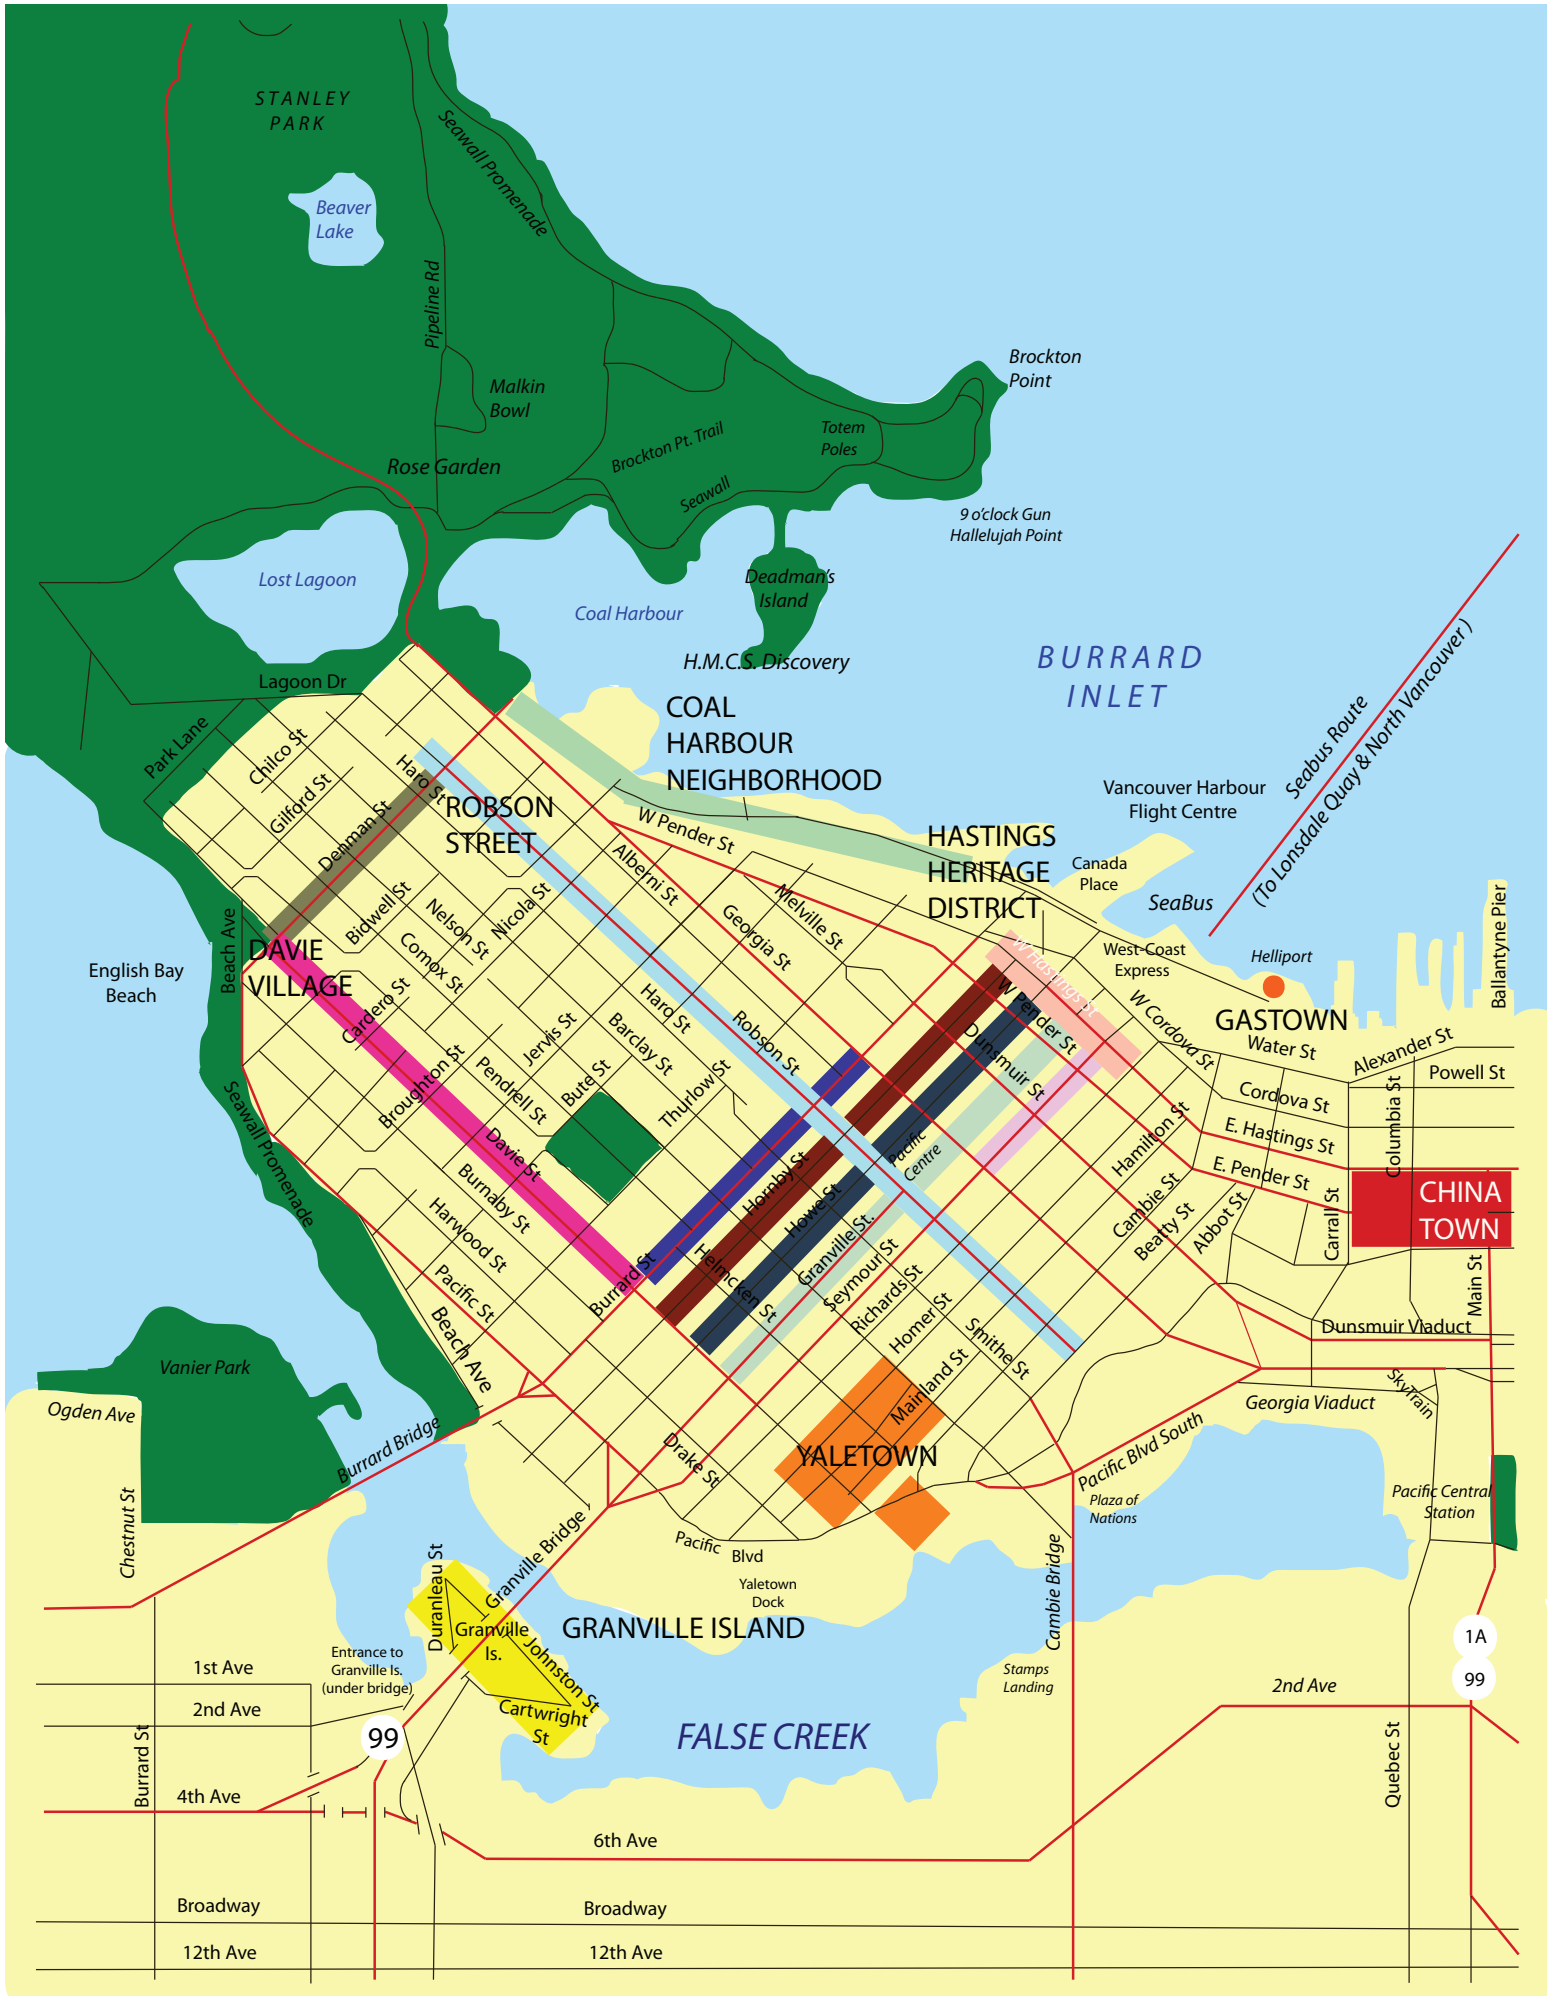 STANLEY
PARK
Seawall Promenade
Beaver
Lake
Pipeline Rd
Malkin
Bowl
Brockton
Point
Totem
Poles
Brockton Pt. Trail
Rose Garden
Seawall
9 o'clock Gun
Hallelujah Point
Lost Lagoon
Deadman's
Island
Coal Harbour
H.M.C.S. Discovery
BURRARD
INLET
Seabus Route
(To Lonsdale Quay & North Vancouver)
Lagoon Dr
COAL
HARBOUR
NEIGHBORHOOD
Park Lane
Chilco St
Gilford St
Denman St
Haro St
ROBSON
STREET
W Pender St
Vancouver Harbour
Flight Centre
HASTINGS
HERITAGE
DISTRICT
Canada
Place
SeaBus
Ballantyne Pier
Alberni St
Melville St
Georgia St
Bidwell St
Nelson St
Nicola St
Comox St
Beach Ave
DAVIE
VILLAGE
English Bay
Beach
Cardero St
W Hastings St
West-Coast
Express
Helliport
W Pender St
W Cordova St
GASTOWN
Water St
Alexander St
Powell St
Hard St
Robson St
Barclay St
Jervis St
Dunsmuir St
Broughton St
Pendrell St
Bute St
Thurlow St
Cordova St
Columbia St
E. Hastings St
E. Pender St
Hamilton St
Seawall Promenade
Davie St
Pacific
Centre
CHINA
TOWN
Burnaby St
Hornby St
Howe St
Cambie St
Beatty St
Abbot St
Carrall St
Main St
Harwood St
Granville St.
Seymour St
Pacific St
Burrard St
Helmcken St
Richards St
Homer St
Smithe St
Dunsmuir Viaduct
Beach Ave
Vanier Park
Ogden Ave
Mainland St
SkyTrain
Georgia Viaduct
Burrard Bridge
Drake St
YALETOWN
Pacific Blvd South
Plaza of
Nations
Pacific Central
Station
Chestnut St
Granville Bridge
Pacific
Blvd
Yaletown
Dock
Cambie Bridge
Duranleau St
Granville
Is.
GRANVILLE ISLAND
1A
99
Entrance to
Granville Is.
(under bridge)
Johnston St
Cartwright
St
Stamps
Landing
1st Ave
2nd Ave
2nd Ave
99
FALSE CREEK
Burrard St
Quebec St
4th Ave
6th Ave
Broadway
Broadway
12th Ave
12th Ave